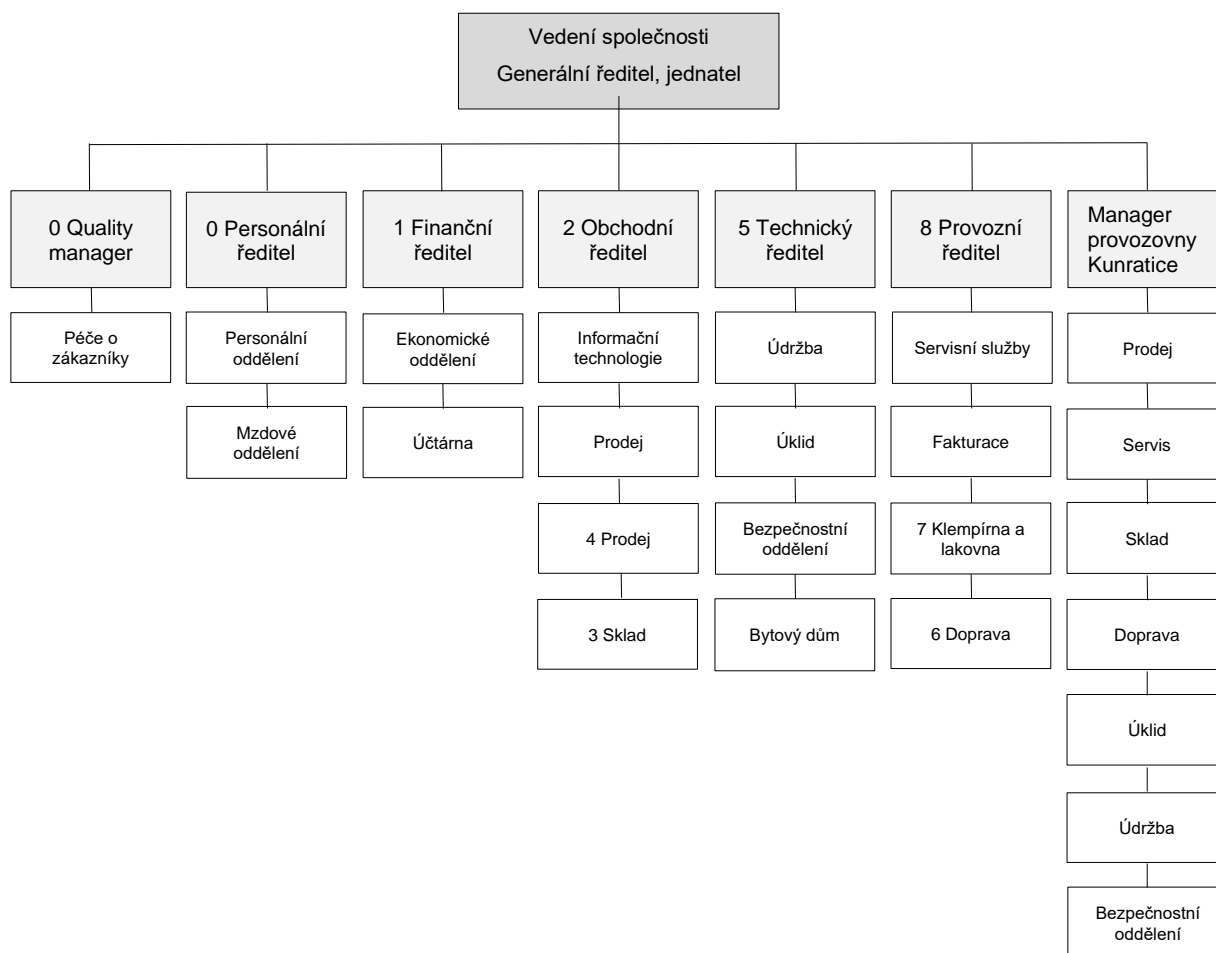 Vedení společnosti
Generální ředitel, jednatel
0 Quality
manager
0 Personální
ředitel
1 Finanční
ředitel
2 Obchodní
ředitel
5 Technický
ředitel
8 Provozní
ředitel
Manager
provozovny
Kunratice
Péče o
zákazníky
Personální
oddělení
Ekonomické
oddělení
Informační
technologie
Údržba
Servisní služby
Prodej
Mzdové
oddělení
Účtárna
Prodej
Úklid
Fakturace
Servis
4 Prodej
Bezpečnostní
oddělení
7 Klempírna a
lakovna
Sklad
3 Sklad
Bytový dům
6 Doprava
Doprava
Úklid
Údržba
Bezpečnostní
oddělení